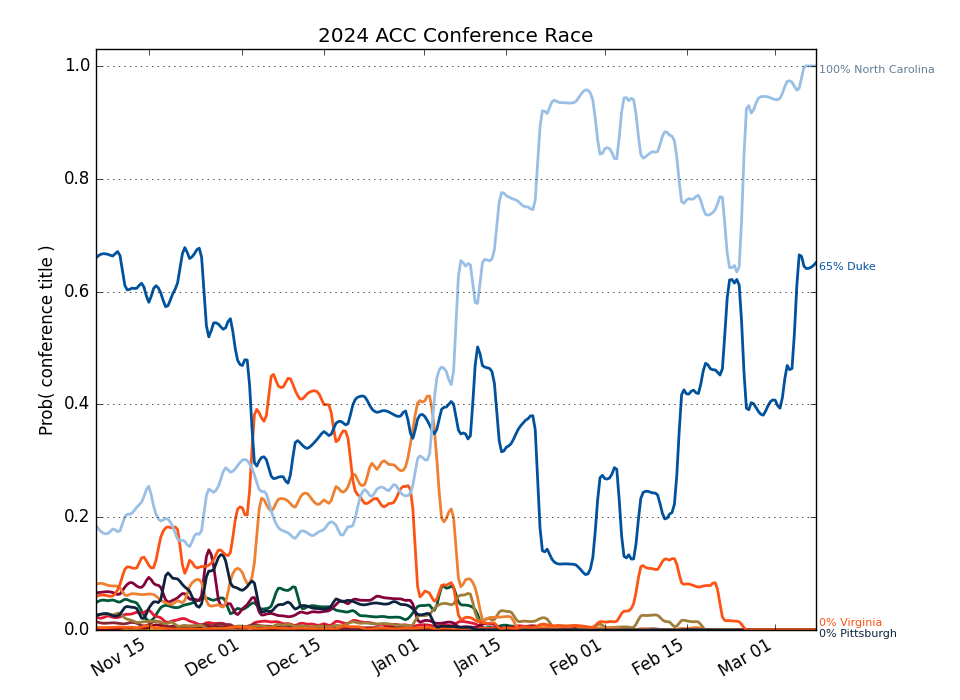 2024 ACC Conference Race
Prob( conference title )
1.0
0.8
0.6
0.4
0.2
0.0
100% North Carolina
65% Duke
0% Virginia
0% Pittsburgh
Nov 15
Dec 01
Dec 15
Jan 01
Jan 15
Feb 01
Feb 15
Mar 01